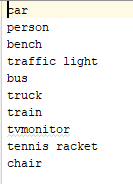 car
person
bench
traffic light
bus
truck
train
tvmonitor
tennis racket
chair